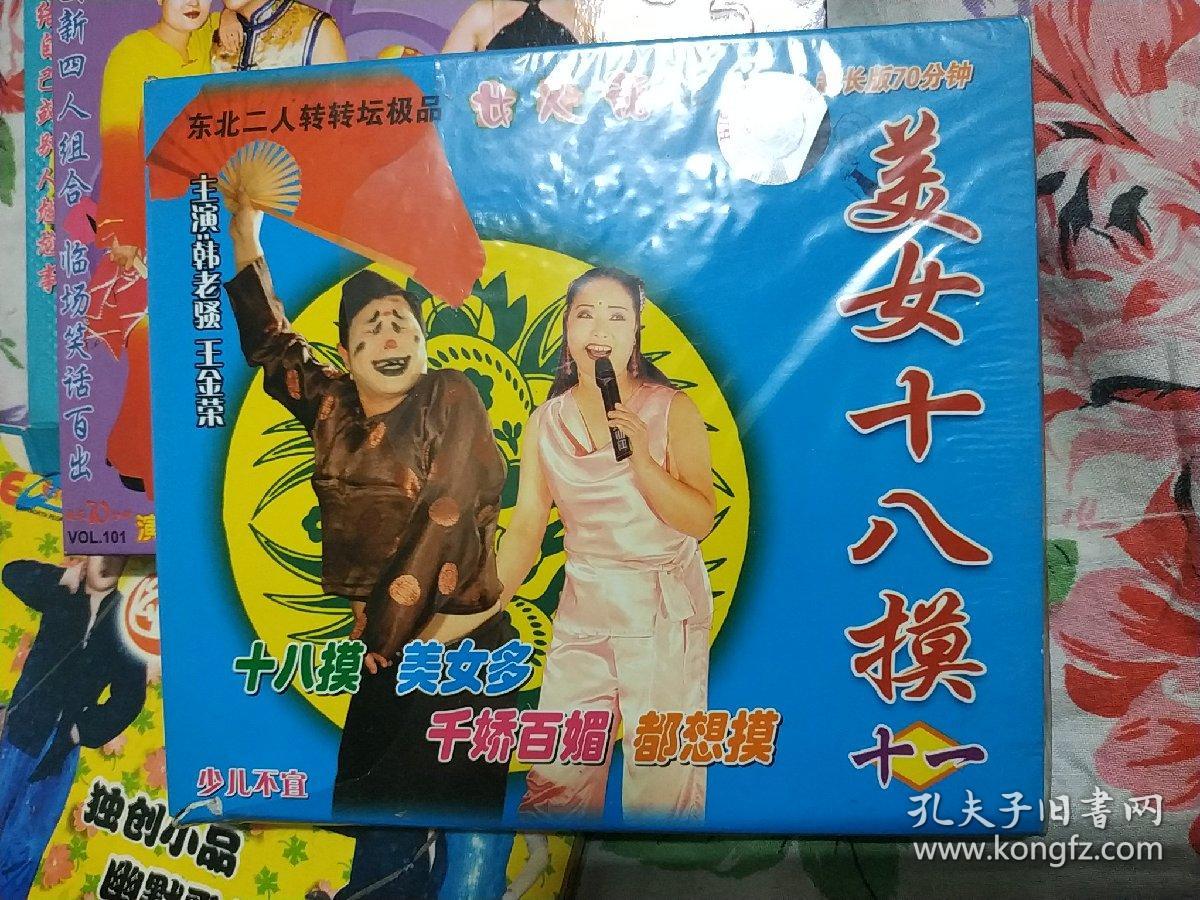 东北二人转转坛极品
长版70分钟
美女十八摸
十一
主演:韩老骚 王金荣
十八摸 美女多
千娇百媚 都想摸
少儿不宜
新四人组合 临场笑话百出
VOL.101
独创小品
幽默
孔夫子旧书网
www.kongfz.com